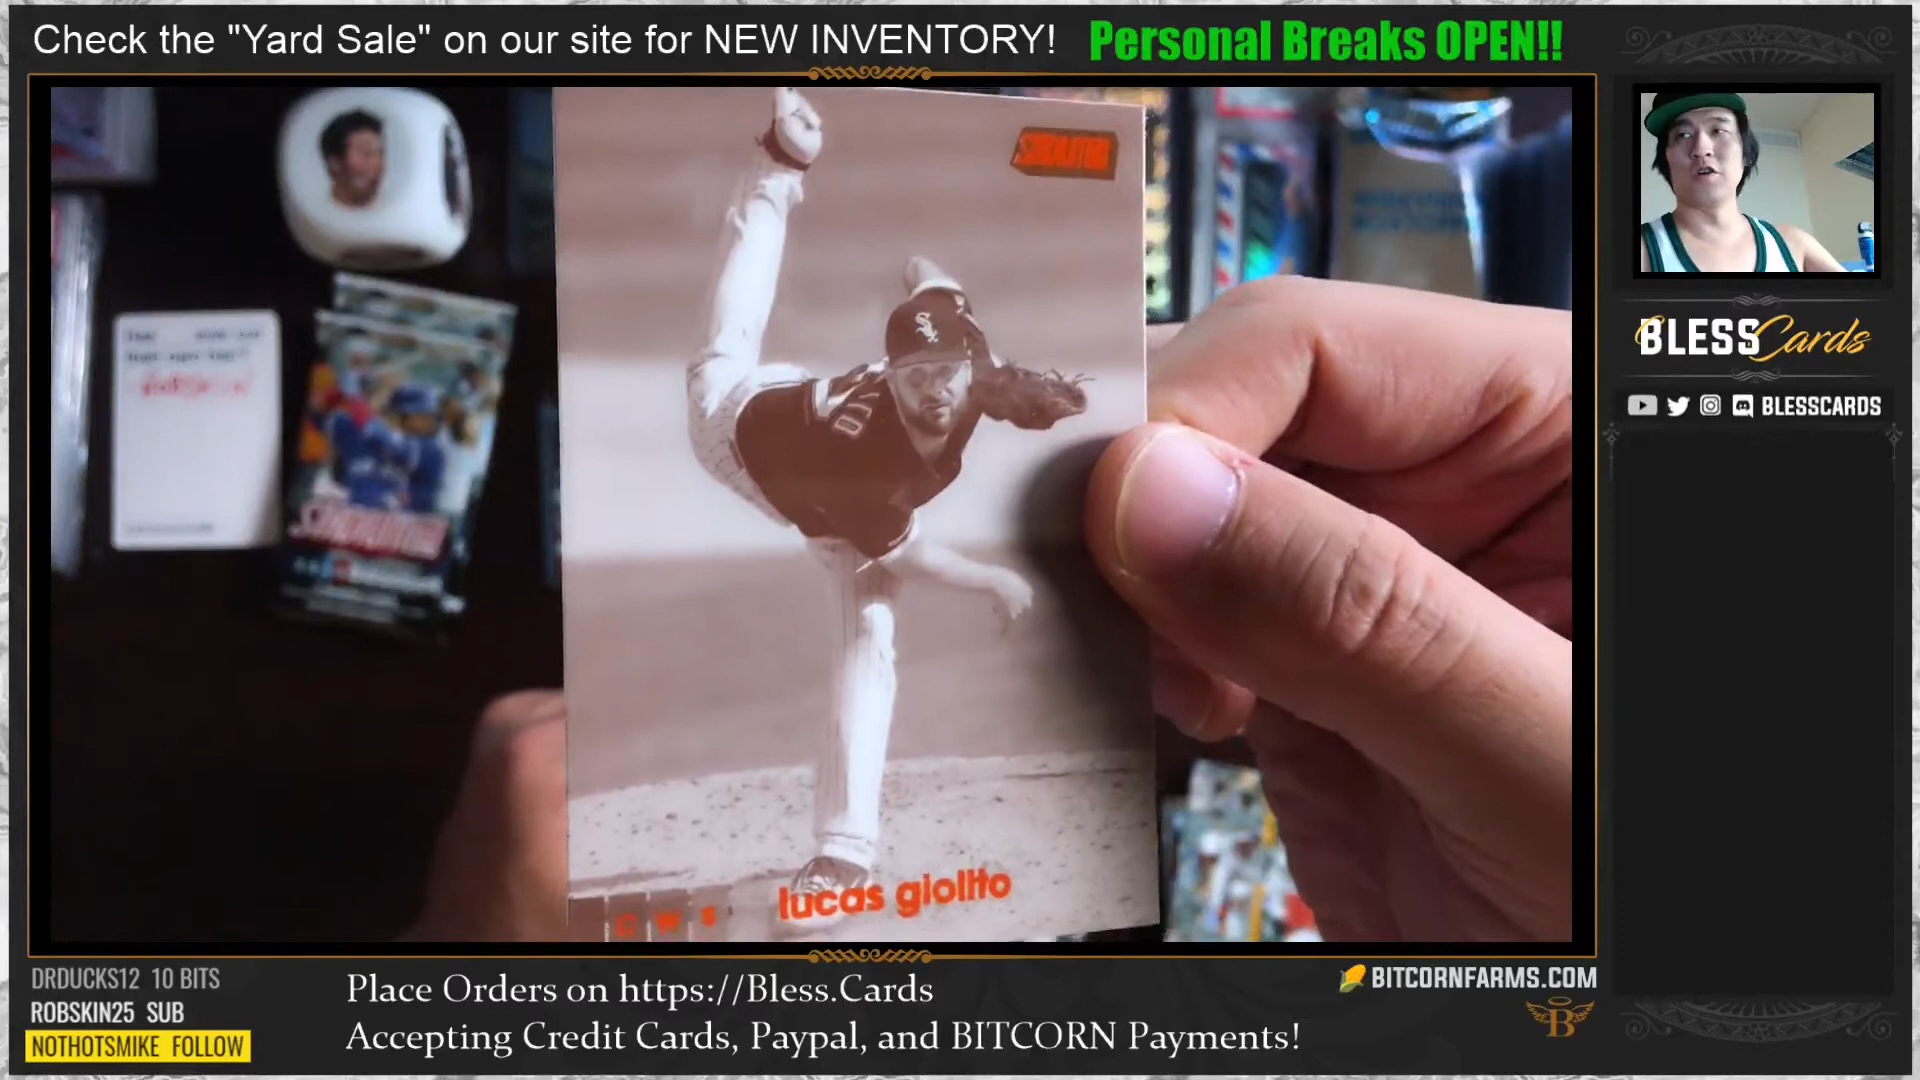 Check the "Yard Sale" on our site for NEW INVENTORY! Personal Breaks OPEN!!
lucas giolito
C W S
BLESS Cards
BLESSCARDS
DRDUCKS12 10 BITS
ROBSKIN25 SUB
NOTHOTSMIKE FOLLOW
Place Orders on https://Bless.Cards
Accepting Credit Cards, Paypal, and BITCORN Payments!
BITCORNFARMS.COM
B